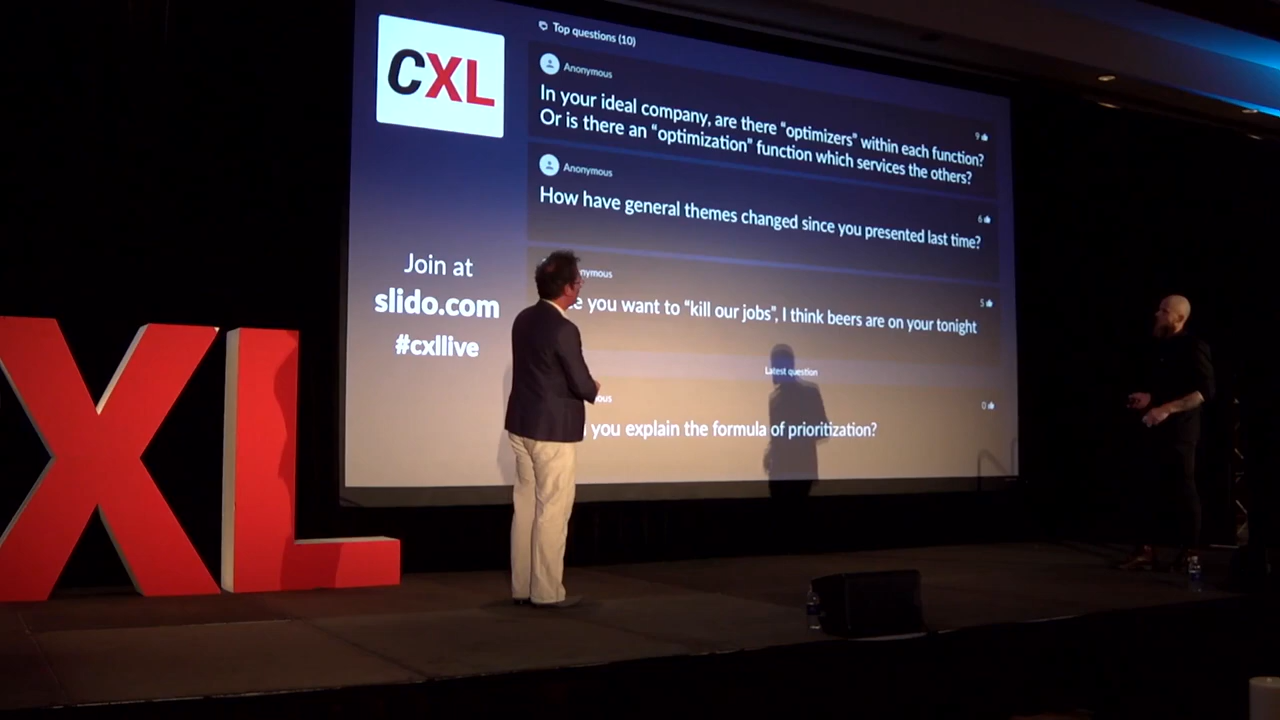 CXL
Top questions (10)
Anonymous
In your ideal company, are there “optimizers” within each function?
Or is there an “optimization” function which services the others?
9
Anonymous
How have general themes changed since you presented last time?
6
you want to “kill our jobs”, I think beers are on your tonight
5
Latest question
you explain the formula of prioritization?
0
Join at
slido.com
#cxllive
XL